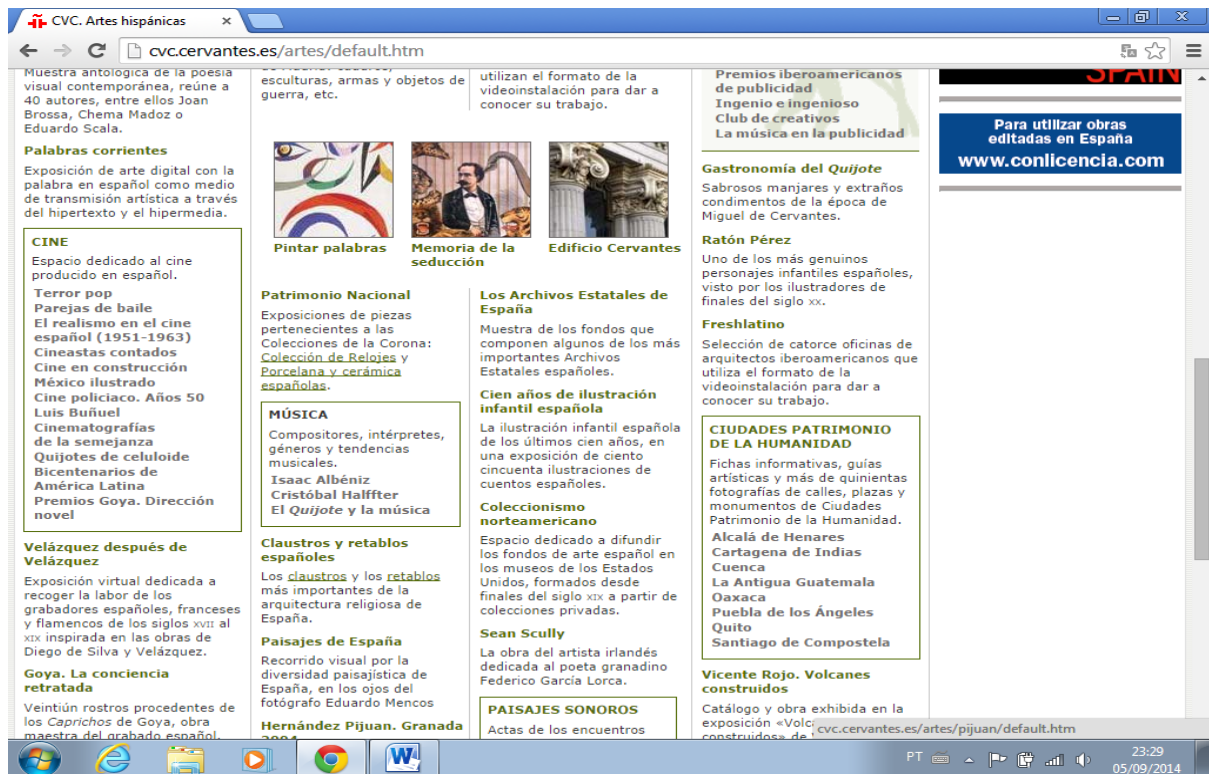 CVC. Artes hispánicas
cvc.cervantes.es/artes/default.htm
Muestra antológica de la poesía
visual contemporánea, reúne a
40 autores, entre ellos Joan
Brossa, Chema Madoz o
Eduardo Scala.
Palabras corrientes
Exposición de arte digital con la
palabra en español como medio
de transmisión artística a través
del hipertexto y el hipermedia.
CINE
Espacio dedicado al cine
producido en español.
Terror pop
Parejas de baile
El realismo en el cine
español (1951-1963)
Cineastas contados
Cine en construcción
México ilustrado
Cine policiaco. Años 50
Luis Buñuel
Cinematografías
de la semejanza
Quijotes de celuloide
Bicentenarios de
América Latina
Premios Goya. Dirección
novel
Velázquez después de
Velázquez
Exposición virtual dedicada a
recoger la labor de los
grabadores españoles, franceses
y flamencos de los siglos XVII al
XIX inspirada en las obras de
Diego de Silva y Velázquez.
Goya. La conciencia
retratada
Veintiún rostros procedentes de
los Caprichos de Goya, obra
maestra del grabado español.
esculturas, armas y objetos de
guerra, etc.
utilizan el formato de la
videoinstalación para dar a
conocer su trabajo.
Pintar palabras
Memoria de la
seducción
Edificio Cervantes
Patrimonio Nacional
Exposiciones de piezas
pertenecientes a las
Colecciones de la Corona:
Colección de Relojes y
Porcelana y cerámica
españolas.
MÚSICA
Compositores, intérpretes,
géneros y tendencias
musicales.
Isaac Albéniz
Cristóbal Halffter
El Quijote y la música
Claustros y retablos
españoles
Los claustros y los retablos
más importantes de la
arquitectura religiosa de
España.
Paisajes de España
Recorrido visual por la
diversidad paisajística de
España, en los ojos del
fotógrafo Eduardo Mencos
Hernández Pijuan. Granada
Los Archivos Estatales de
España
Muestra de los fondos que
componen algunos de los más
importantes Archivos
Estatales españoles.
Cien años de ilustración
infantil española
La ilustración infantil española
de los últimos cien años, en
una exposición de ciento
cincuenta ilustraciones de
cuentos españoles.
Coleccionismo
norteamericano
Espacio dedicado a difundir
los fondos de arte español en
los museos de los Estados
Unidos, formados desde
finales del siglo XIX a partir de
colecciones privadas.
Sean Scully
La obra del artista irlandés
dedicada al poeta granadino
Federico García Lorca.
PAISAJES SONOROS
Actas de los encuentros
Premios iberoamericanos
de publicidad
Ingenio e ingenioso
Club de creativos
La música en la publicidad
Gastronomía del Quijote
Sabrosos manjares y extraños
condimentos de la época de
Miguel de Cervantes.
Ratón Pérez
Uno de los más genuinos
personajes infantiles españoles,
visto por los ilustradores de
finales del siglo XX.
Freshlatino
Selección de catorce oficinas de
arquitectos iberoamericanos que
utiliza el formato de la
videoinstalación para dar a
conocer su trabajo.
CIUDADES PATRIMONIO
DE LA HUMANIDAD
Fichas informativas, guías
artísticas y más de quinientas
fotografías de calles, plazas y
monumentos de Ciudades
Patrimonio de la Humanidad.
Alcalá de Henares
Cartagena de Indias
Cuenca
La Antigua Guatemala
Oaxaca
Puebla de los Ángeles
Quito
Santiago de Compostela
Vicente Rojo. Volcanes
construidos
Catálogo y obra exhibida en la
exposición
construidos» de
SPAIN
Para utilizar obras
editadas en España
www.conlicencia.com
cvc.cervantes.es/artes/pijuan/default.htm
PT
23:29
05/09/2014